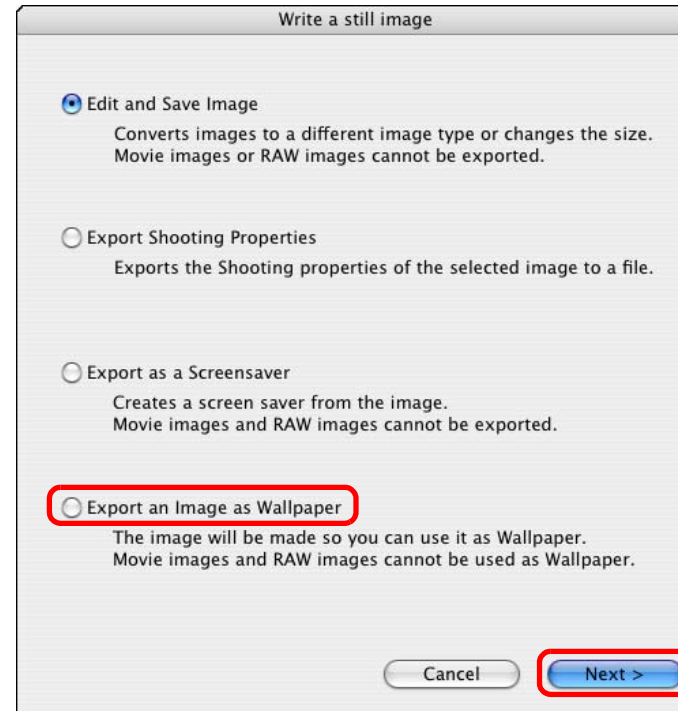 Write a still image
Edit and Save Image
Converts images to a different image type or changes the size.
Movie images or RAW images cannot be exported.
Export Shooting Properties
Exports the Shooting properties of the selected image to a file.
Export as a Screensaver
Creates a screen saver from the image.
Movie images and RAW images cannot be exported.
Export an Image as Wallpaper
The image will be made so you can use it as Wallpaper.
Movie images and RAW images cannot be used as Wallpaper.
Cancel Next >